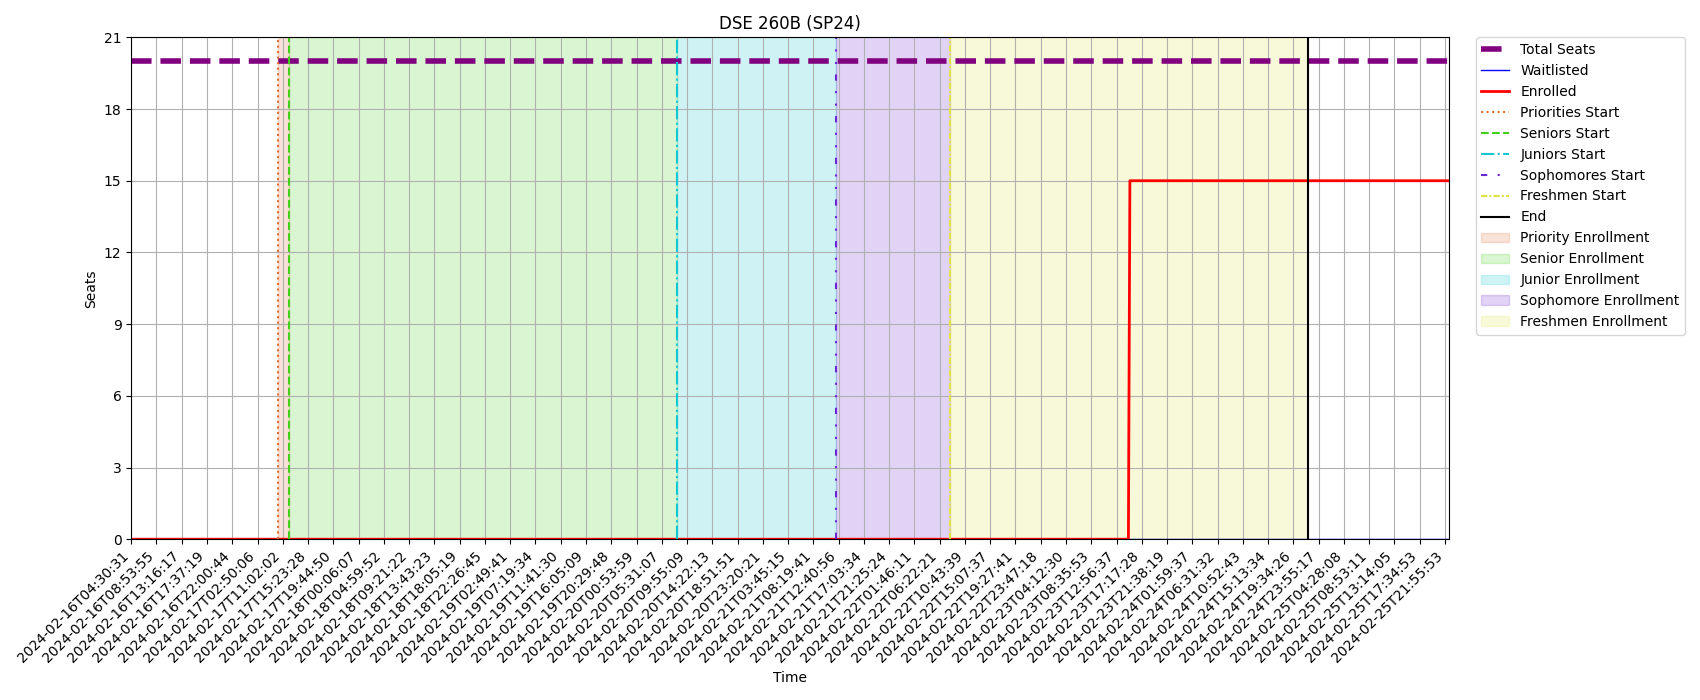 DSE 260B (SP24)
21
18
15
12
9
6
3
0
Seats
2024-02-16T04:30:31
2024-02-16T08:53:55
2024-02-16T13:16:17
2024-02-16T17:37:19
2024-02-16T22:00:44
2024-02-17T02:50:06
2024-02-17T11:02:02
2024-02-17T15:23:28
2024-02-17T19:44:50
2024-02-18T00:06:07
2024-02-18T04:59:52
2024-02-18T09:21:22
2024-02-18T13:43:23
2024-02-18T18:05:19
2024-02-18T22:26:45
2024-02-19T02:49:41
2024-02-19T07:19:34
2024-02-19T11:41:30
2024-02-19T16:05:09
2024-02-19T20:29:48
2024-02-20T00:53:59
2024-02-20T05:31:07
2024-02-20T09:55:09
2024-02-20T14:22:13
2024-02-20T18:51:51
2024-02-20T23:20:21
2024-02-21T03:45:15
2024-02-21T08:19:41
2024-02-21T12:40:56
2024-02-21T17:03:34
2024-02-21T21:25:24
2024-02-22T01:46:11
2024-02-22T06:22:21
2024-02-22T10:43:39
2024-02-22T15:07:37
2024-02-22T19:27:41
2024-02-22T23:47:18
2024-02-23T04:12:30
2024-02-23T08:35:53
2024-02-23T12:56:37
2024-02-23T17:17:28
2024-02-23T21:38:19
2024-02-24T01:59:37
2024-02-24T06:31:32
2024-02-24T10:52:43
2024-02-24T15:13:34
2024-02-24T19:34:26
2024-02-24T23:55:17
2024-02-25T04:28:08
2024-02-25T08:53:11
2024-02-25T13:14:05
2024-02-25T17:34:53
2024-02-25T21:55:53
Time
Total Seats
Waitlisted
Enrolled
Priorities Start
Seniors Start
Juniors Start
Sophomores Start
Freshmen Start
End
Priority Enrollment
Senior Enrollment
Junior Enrollment
Sophomore Enrollment
Freshmen Enrollment